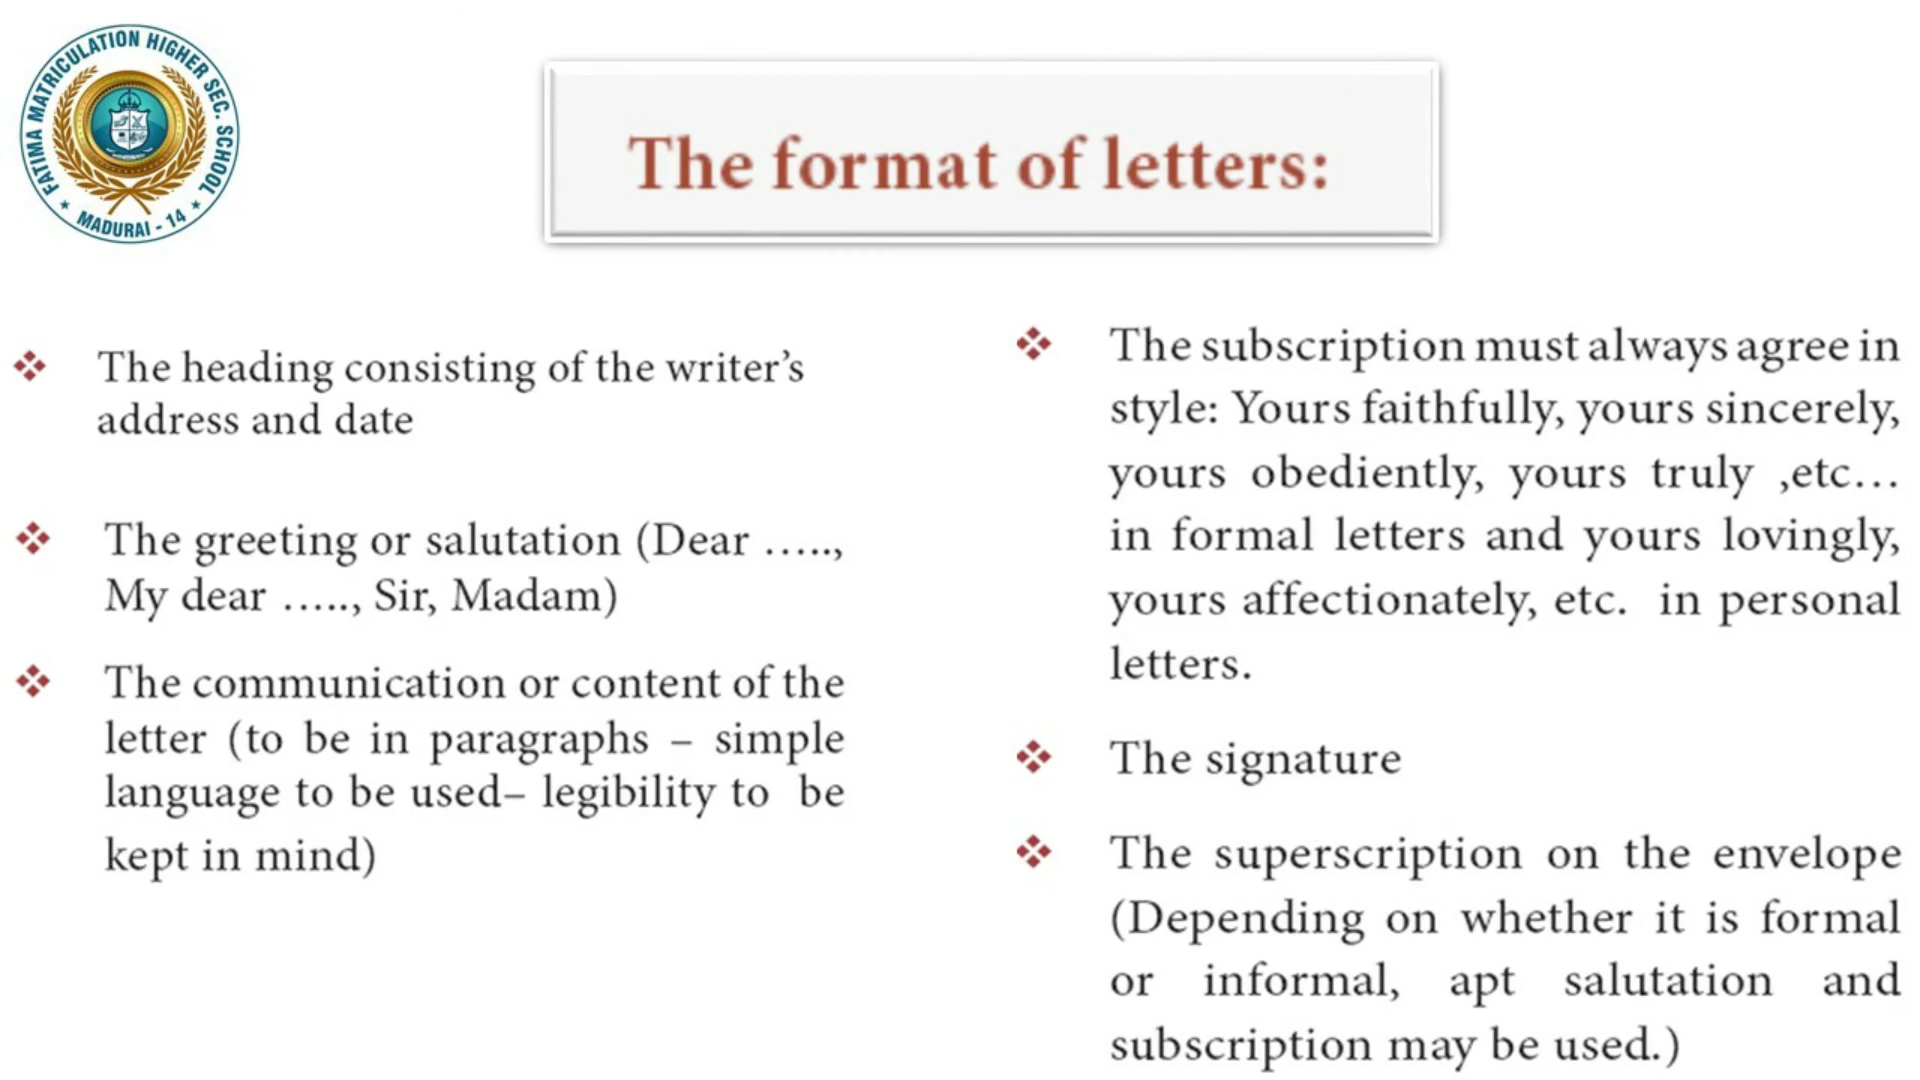 FATIMA MATRICULATION HIGHER SEC. SCHOOL
MADURAI - 14
The format of letters:
The heading consisting of the writer’s
address and date
The greeting or salutation (Dear …..,
My dear ….., Sir, Madam)
The communication or content of the
letter (to be in paragraphs – simple
language to be used– legibility to be
kept in mind)
The subscription must always agree in
style: Yours faithfully, yours sincerely,
yours obediently, yours truly ,etc…
in formal letters and yours lovingly,
yours affectionately, etc. in personal
letters.
The signature
The superscription on the envelope
(Depending on whether it is formal
or informal, apt salutation and
subscription may be used.)